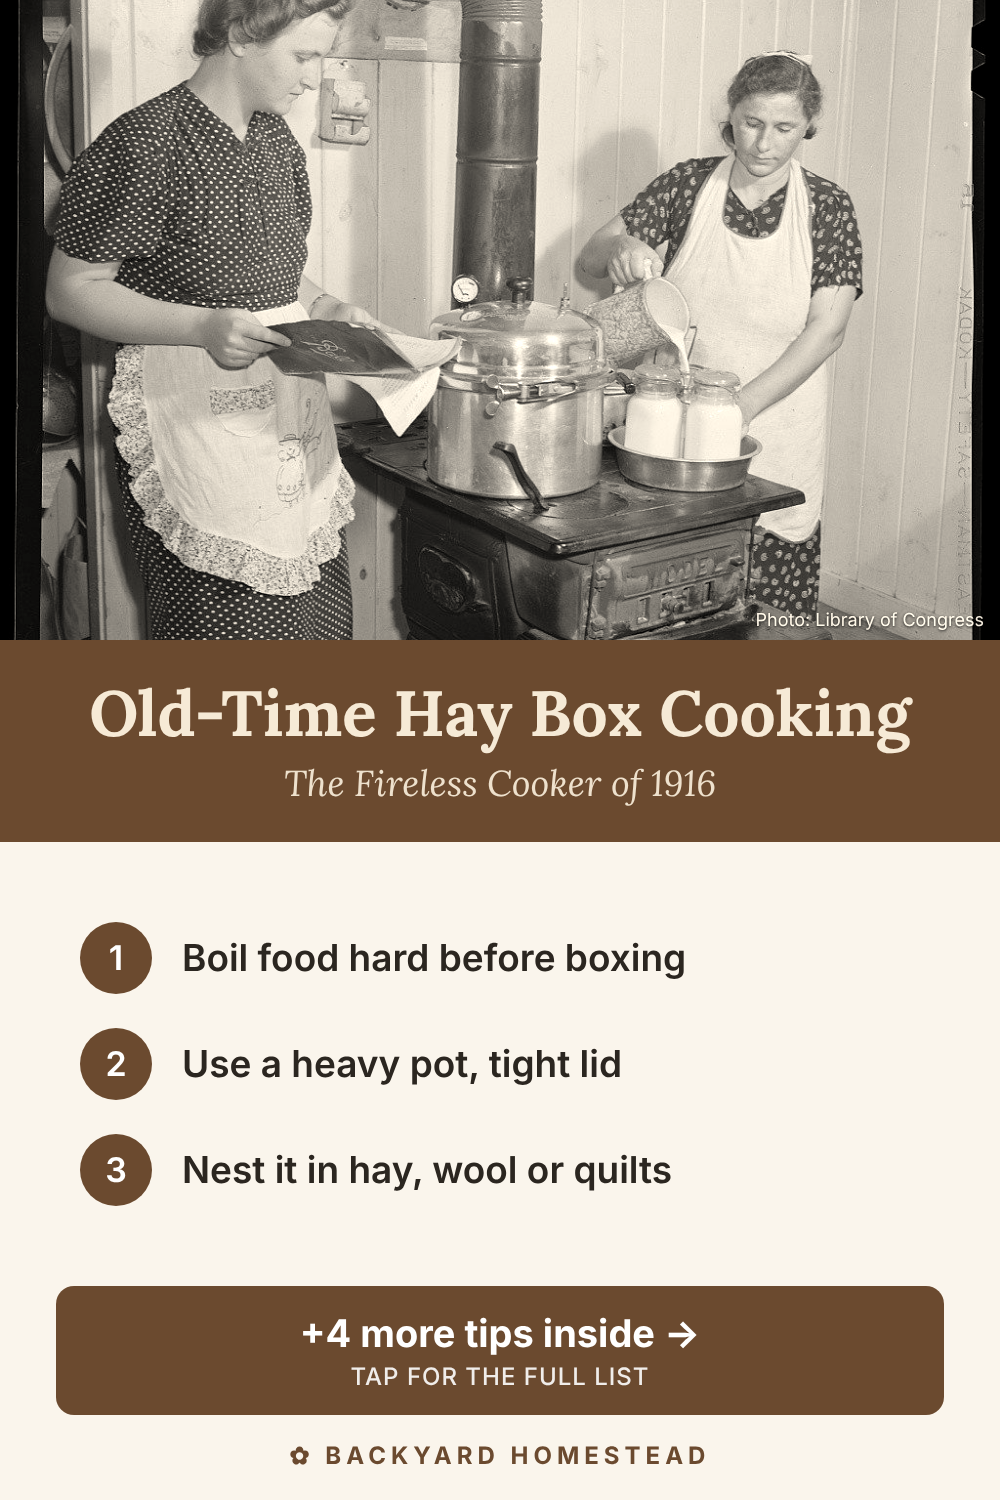 Photo: Library of Congress
Old-Time Hay Box Cooking
The Fireless Cooker of 1916
1 Boil food hard before boxing
2 Use a heavy pot, tight lid
3 Nest it in hay, wool or quilts
+4 more tips inside →
TAP FOR THE FULL LIST
✿ BACKYARD HOMESTEAD